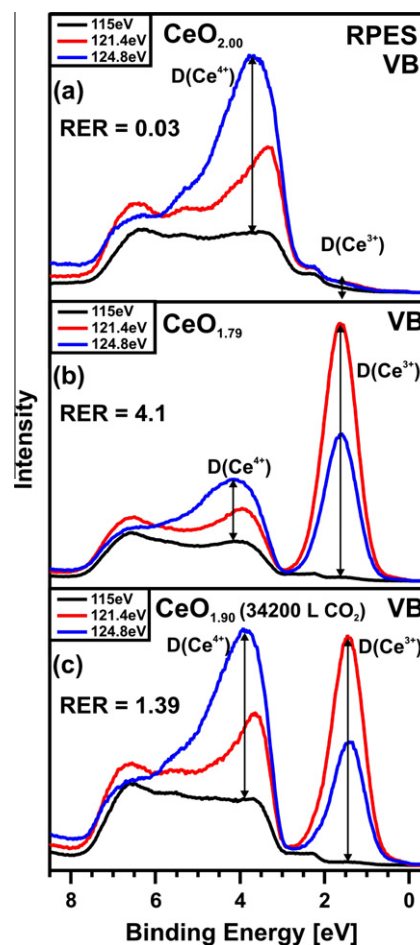 115eV
121.4eV
124.8eV
CeO2.00
RPES
VB
(a)
D(Ce4+)
RER = 0.03
D(Ce3+)
115eV
121.4eV
124.8eV
CeO1.79
VB
(b)
D(Ce3+)
RER = 4.1
D(Ce4+)
115eV
121.4eV
124.8eV
CeO1.90 (34200 L CO2)
VB
(c)
D(Ce4+)
D(Ce3+)
RER = 1.39
Intensity
8 6 4 2 0
Binding Energy [eV]